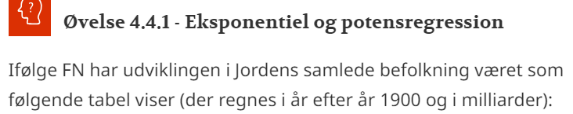 Øvelse 4.4.1 - Eksponentiel og potensregression
Ifølge FN har udviklingen i Jordens samlede befolkning været som
følgende tabel viser (der regnes i år efter år 1900 og i milliarder):